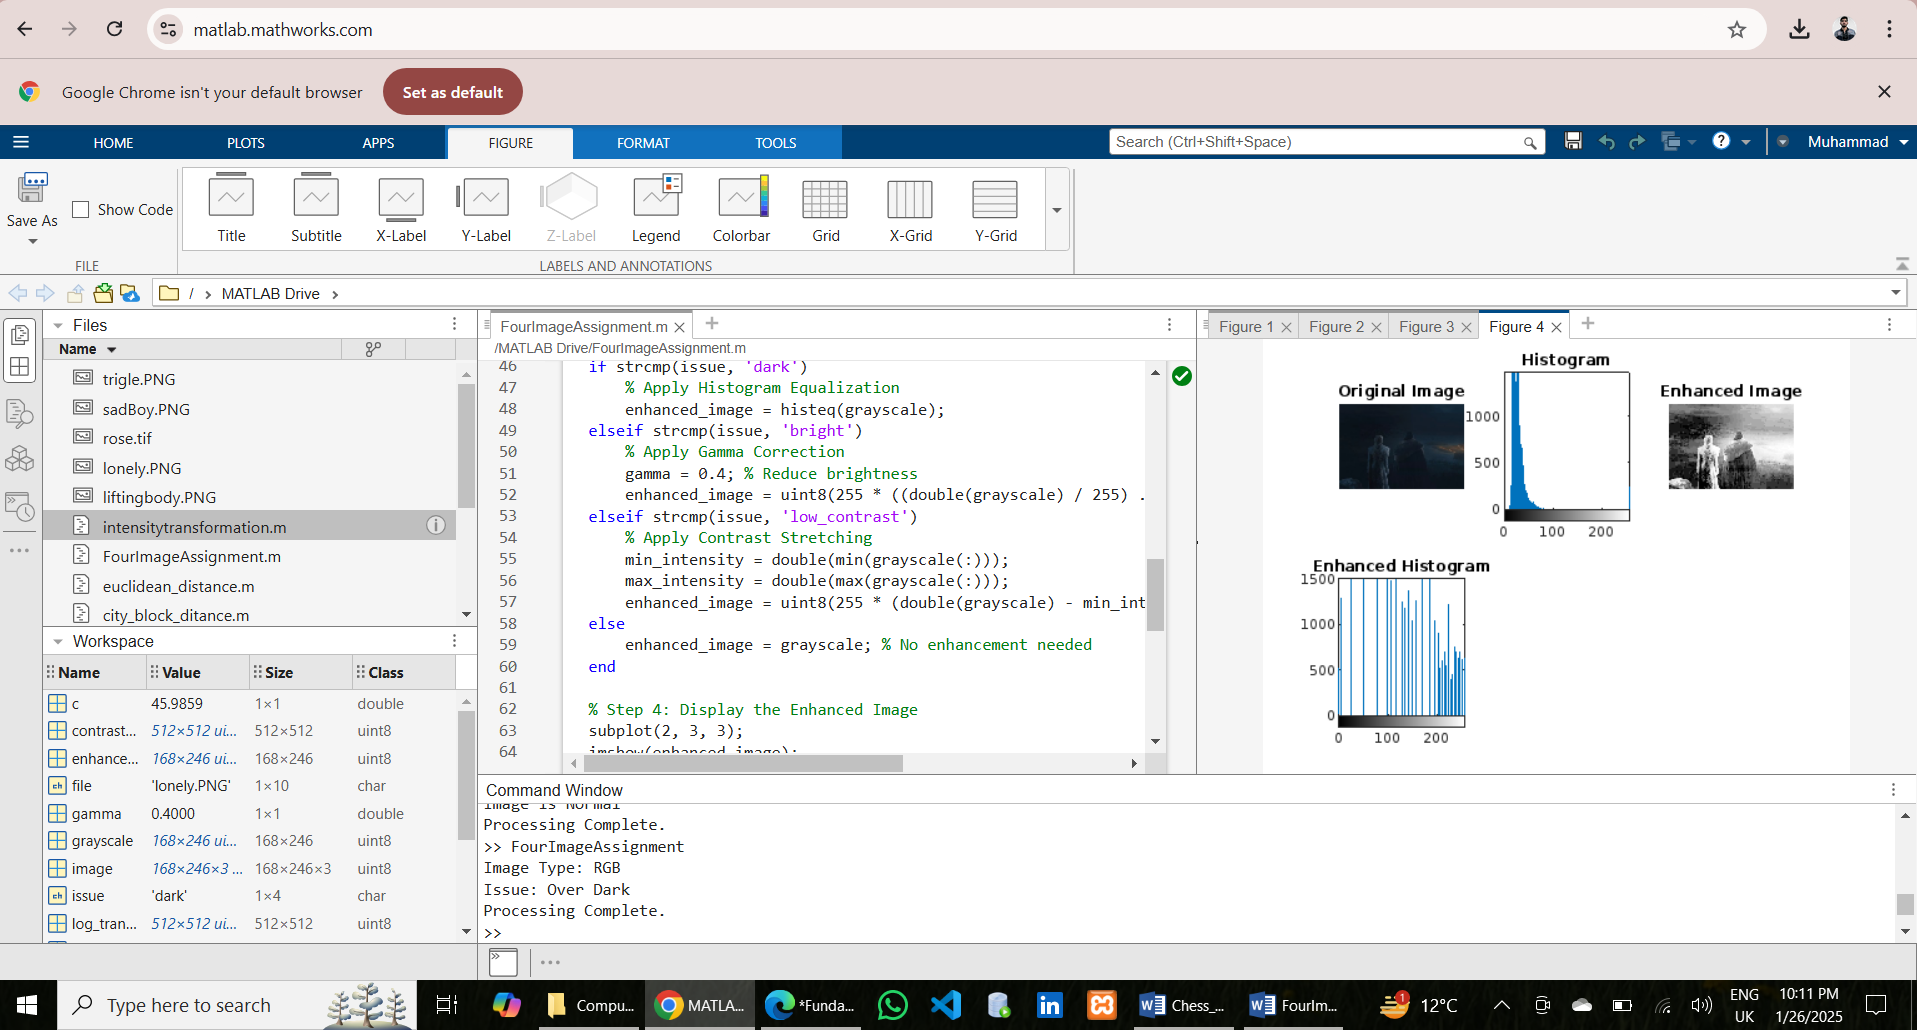 matlab.mathworks.com
Google Chrome isn't your default browser
Set as default
HOME
PLOTS
APPS
FIGURE
FORMAT
TOOLS
Search (Ctrl+Shift+Space)
Muhammad
Save As
Show Code
Title
Subtitle
X-Label
Y-Label
Z-Label
Legend
Colorbar
Grid
X-Grid
Y-Grid
FILE
LABELS AND ANNOTATIONS
/ › MATLAB Drive ›
Files
Name
trigle.PNG
sadBoy.PNG
rose.tif
lonely.PNG
liftingbody.PNG
intensitytransformation.m
FourImageAssignment.m
euclidean_distance.m
city_block_ditance.m
Workspace
Name Value Size Class
c 45.9859 1×1 double
contrast... 512×512 ui... 512×512 uint8
enhance... 168×246 ui... 168×246 uint8
file 'lonely.PNG' 1×10 char
gamma 0.4000 1×1 double
grayscale 168×246 ui... 168×246 uint8
image 168×246×3 ... 168×246×3 uint8
issue 'dark' 1×4 char
log_tran... 512×512 ui... 512×512 uint8
FourImageAssignment.m
/MATLAB Drive/FourImageAssignment.m
46 if strcmp(issue, 'dark')
47 % Apply Histogram Equalization
48 enhanced_image = histeq(grayscale);
49 elseif strcmp(issue, 'bright')
50 % Apply Gamma Correction
51 gamma = 0.4; % Reduce brightness
52 enhanced_image = uint8(255 * ((double(grayscale) / 255) .
53 elseif strcmp(issue, 'low_contrast')
54 % Apply Contrast Stretching
55 min_intensity = double(min(grayscale(:)));
56 max_intensity = double(max(grayscale(:)));
57 enhanced_image = uint8(255 * (double(grayscale) - min_int
58 else
59 enhanced_image = grayscale; % No enhancement needed
60 end
61
62 % Step 4: Display the Enhanced Image
63 subplot(2, 3, 3);
64 imshow(enhanced_image);
Figure 1
Figure 2
Figure 3
Figure 4
Original Image
Histogram
1000
500
0
0 100 200
Enhanced Image
Enhanced Histogram
1500
1000
500
0
0 100 200
Command Window
Image is Normal
Processing Complete.
>> FourImageAssignment
Image Type: RGB
Issue: Over Dark
Processing Complete.
>>
Type here to search
Compu...
MATLA...
*Funda...
Chess_...
FourIm...
1
12°C
ENG
UK
10:11 PM
1/26/2025